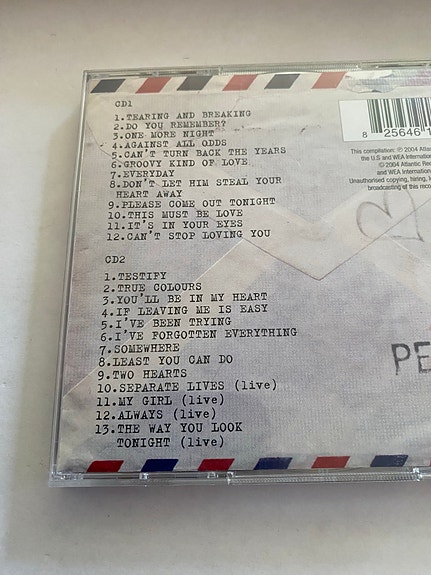 CD1
1.TEARING AND BREAKING
2.DO YOU REMEMBER?
3.ONE MORE NIGHT
4.AGAINST ALL ODDS
5.CAN'T TURN BACK THE YEARS
6.GROOVY KIND OF LOVE
7.EVERYDAY
8.DON'T LET HIM STEAL YOUR
HEART AWAY
9.PLEASE COME OUT TONIGHT
10.THIS MUST BE LOVE
11.IT'S IN YOUR EYES
12.CAN'T STOP LOVING YOU
CD2
1.TESTIFY
2.TRUE COLOURS
3.YOU'LL BE IN MY HEART
4.IF LEAVING ME IS EASY
5.I'VE BEEN TRYING
6.I'VE FORGOTTEN EVERYTHING
7.SOMEWHERE
8.LEAST YOU CAN DO
9.TWO HEARTS
10.SEPARATE LIVES (live)
11.MY GIRL (live)
12.ALWAYS (live)
13.THE WAY YOU LOOK
TONIGHT (live)
8 25646 1
This compilation: ℗ 2004 Atlan
the U.S and WEA Internation
© 2004 Atlantic Rec
and WEA Internation
Unauthorised copying, hiring, l
broadcasting of this reco
PE